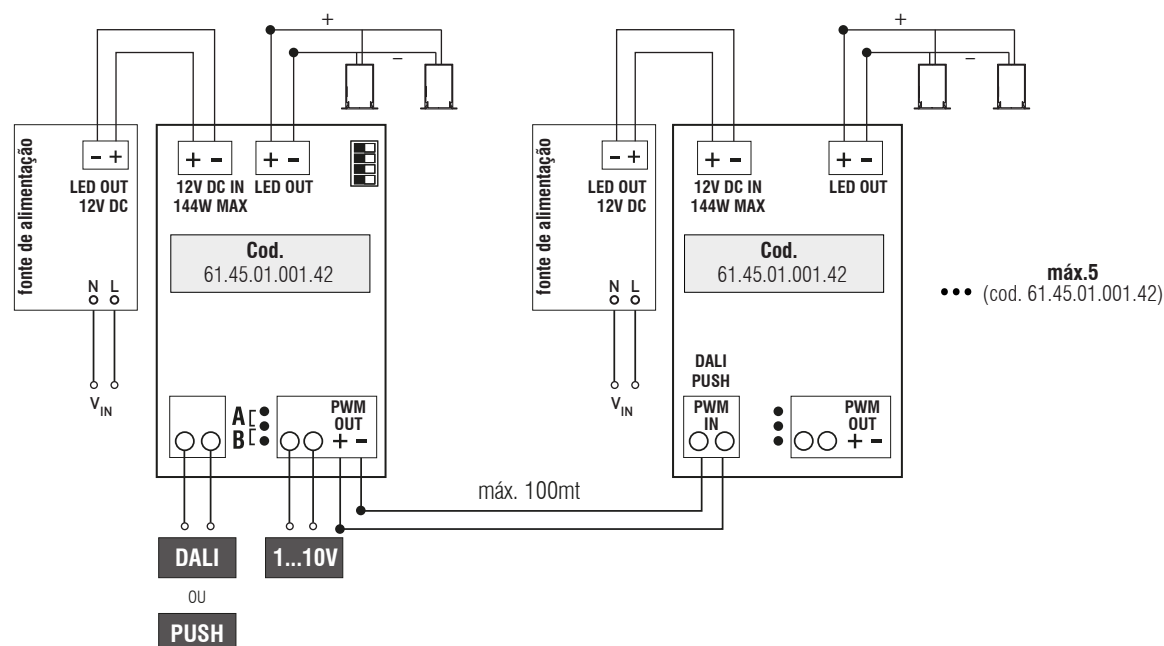 +
–
fonte de alimentação
- +
LED OUT
12V DC
N L
V IN
+ -
12V DC IN
144W MAX
+ -
LED OUT
Cod.
61.45.01.001.42
A
B
PWM
OUT
+ -
DALI
OU
PUSH
1...10V
máx. 100mt
+
–
fonte de alimentação
- +
LED OUT
12V DC
N L
V IN
+ -
12V DC IN
144W MAX
+ -
LED OUT
Cod.
61.45.01.001.42
DALI
PUSH
PWM
IN
PWM
OUT
+ -
máx.5
••• (cod. 61.45.01.001.42)